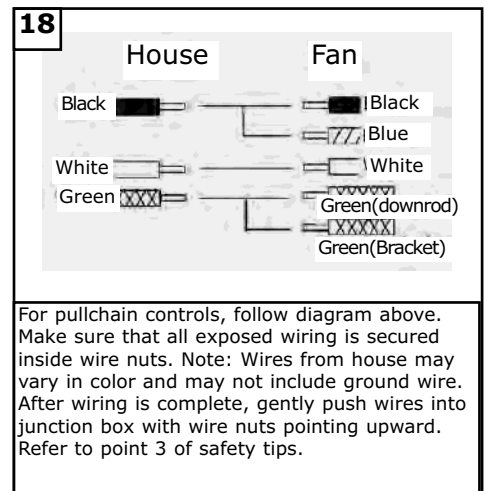 18
House Fan
Black Black
Blue
White White
Green Green(downrod)
Green(Bracket)
For pullchain controls, follow diagram above.
Make sure that all exposed wiring is secured
inside wire nuts. Note: Wires from house may
vary in color and may not include ground wire.
After wiring is complete, gently push wires into
junction box with wire nuts pointing upward.
Refer to point 3 of safety tips.